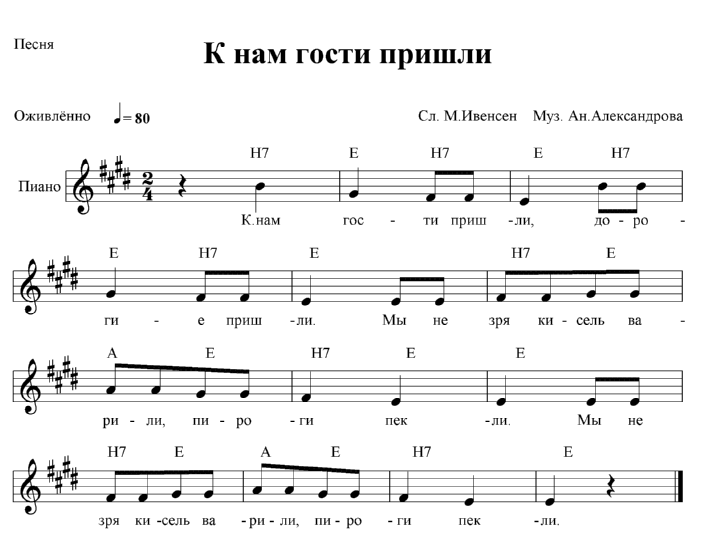 Песня
К нам гости пришли
Оживлённо = 80 Сл. М.Ивенсен Муз. Ан.Александрова
H7 E H7 E H7
Пиано 2 4
К.нам гос - ти приш -ли, до - ро -
E H7 E H7 E
ги - е приш -ли. Мы не зря ки - сель ва -
A E H7 E E
ри - ли, пи - ро - ги пек -ли. Мы не
H7 E A E H7 E
зря ки -сель ва -ри - ли, пи - ро - ги пек -ли.